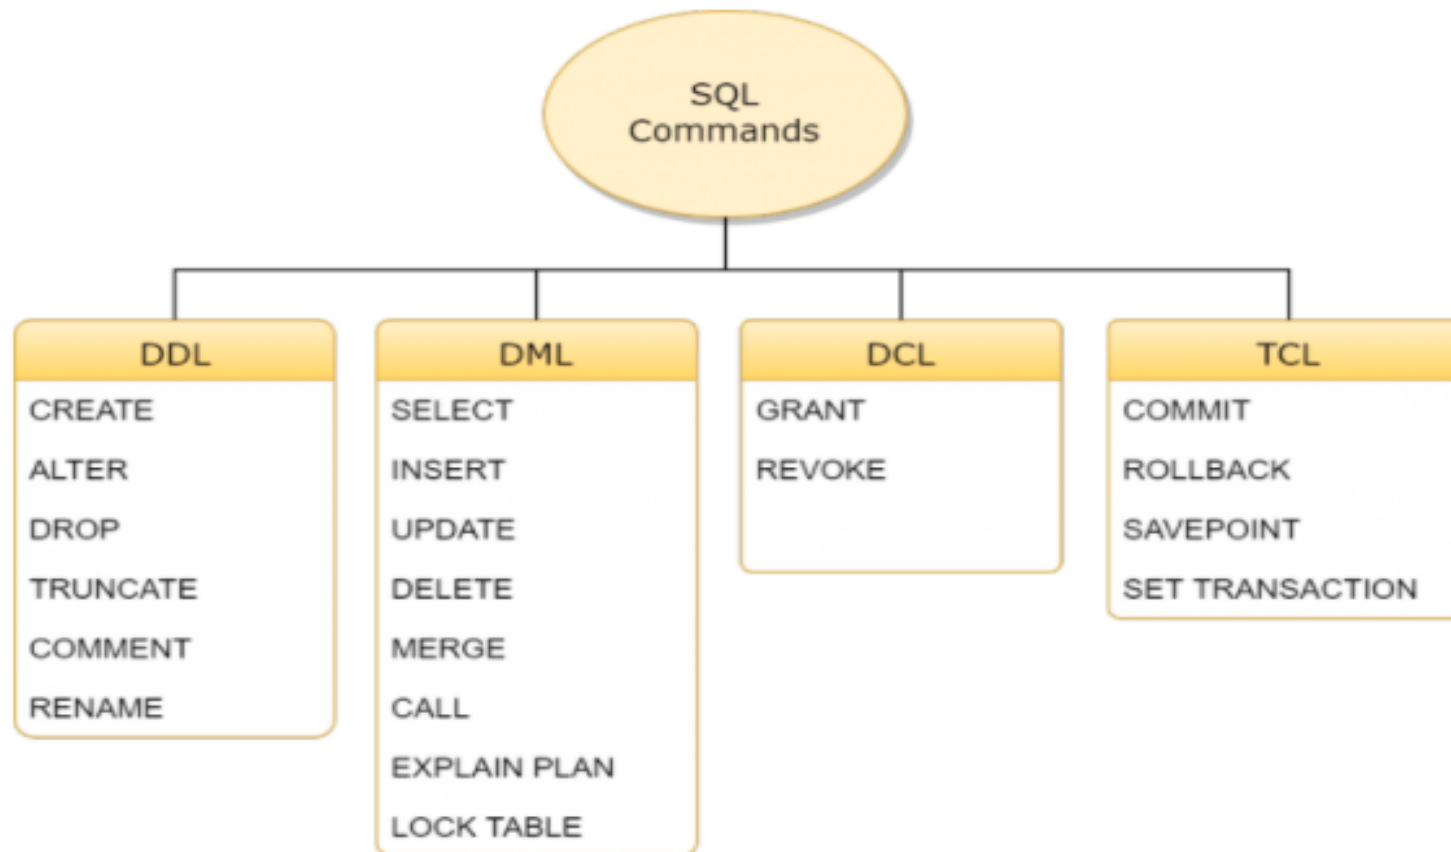 SQL
Commands
DDL
CREATE
ALTER
DROP
TRUNCATE
COMMENT
RENAME
DML
SELECT
INSERT
UPDATE
DELETE
MERGE
CALL
EXPLAIN PLAN
LOCK TABLE
DCL
GRANT
REVOKE
TCL
COMMIT
ROLLBACK
SAVEPOINT
SET TRANSACTION